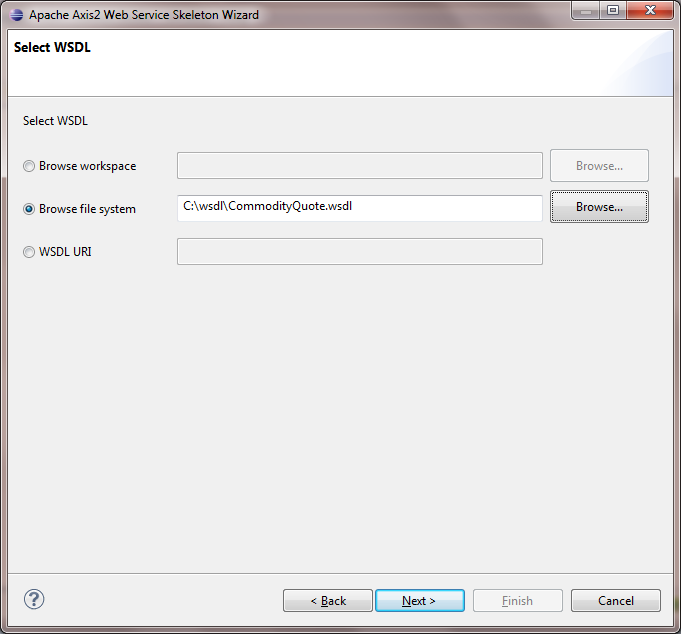 Apache Axis2 Web Service Skeleton Wizard
Select WSDL
Select WSDL
Browse workspace Browse...
Browse file system C:\wsdl\CommodityQuote.wsdl Browse...
WSDL URI
? < Back Next > Finish Cancel